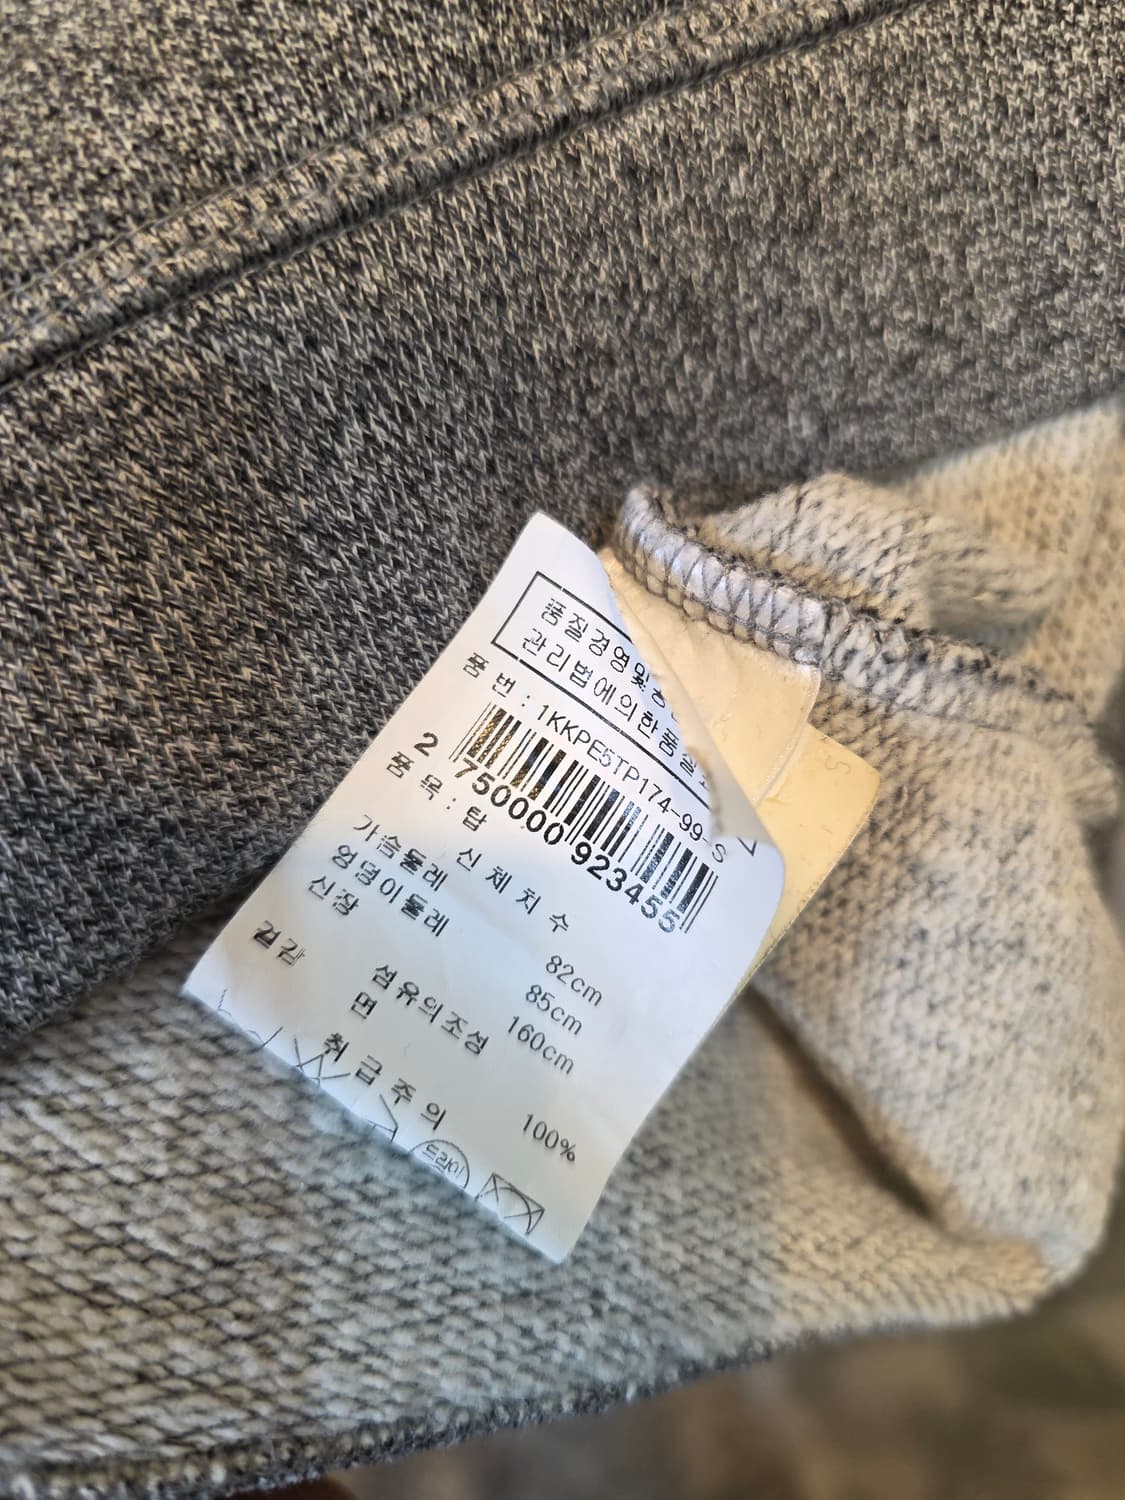 품질경영및
관리법에의한품질
품 번 : 1KKPE5TP174-99-S
2 750000 923455
품 목 : 탑
신 체 치 수
가슴둘레 82cm
엉덩이둘레 85cm
신장 160cm
섬유의조성
겉감 면 100%
취 급 주 의
드라이